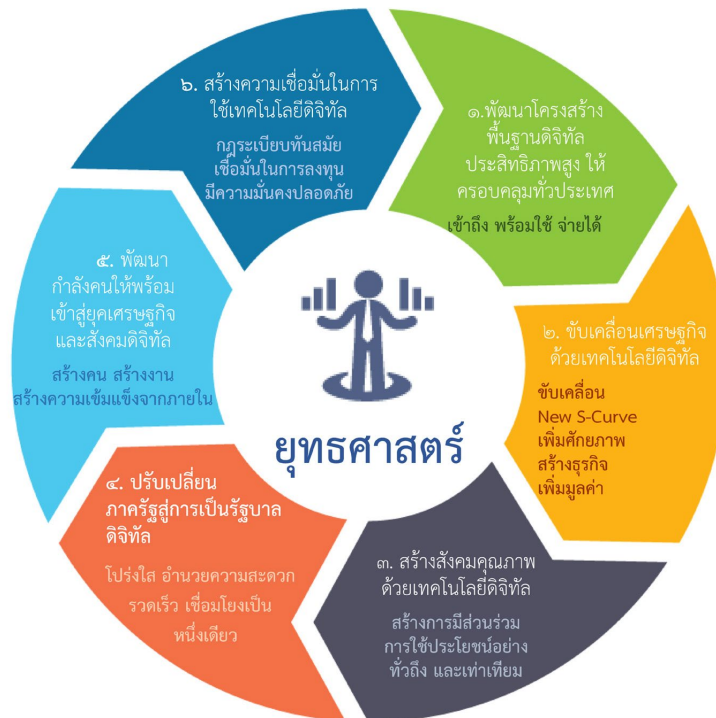 ๑.พัฒนาโครงสร้าง
พื้นฐานดิจิทัล
ประสิทธิภาพสูง ให้
ครอบคลุมทั่วประเทศ
เข้าถึง พร้อมใช้ จ่ายได้
๒. ขับเคลื่อนเศรษฐกิจ
ด้วยเทคโนโลยีดิจิทัล
ขับเคลื่อน
New S-Curve
เพิ่มศักยภาพ
สร้างธุรกิจ
เพิ่มมูลค่า
๓. สร้างสังคมคุณภาพ
ด้วยเทคโนโลยีดิจิทัล
สร้างการมีส่วนร่วม
การใช้ประโยชน์อย่าง
ทั่วถึง และเท่าเทียม
๔. ปรับเปลี่ยน
ภาครัฐสู่การเป็นรัฐบาล
ดิจิทัล
โปร่งใส อำนวยความสะดวก
รวดเร็ว เชื่อมโยงเป็น
หนึ่งเดียว
๕. พัฒนา
กำลังคนให้พร้อม
เข้าสู่ยุคเศรษฐกิจ
และสังคมดิจิทัล
สร้างคน สร้างงาน
สร้างความเข้มแข็งจากภายใน
๖. สร้างความเชื่อมั่นในการ
ใช้เทคโนโลยีดิจิทัล
กฎระเบียบทันสมัย
เชื่อมั่นในการลงทุน
มีความมั่นคงปลอดภัย
ยุทธศาสตร์